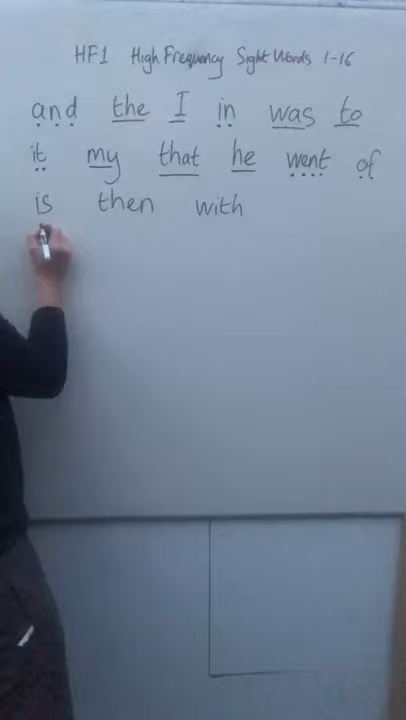 HF1 High Frequency Sight Words 1-16
and the I in was to
it my that he went of
is then with